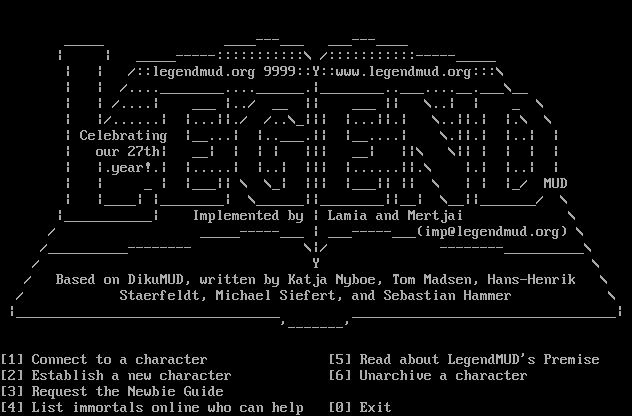 legendmud.org 9999::Y::www.legendmud.org
LEGEND
Celebrating
our 27th
year!
MUD
Implemented by Lamia and Mertjai
(imp@legendmud.org)
Based on DikuMUD, written by Katja Nyboe, Tom Madsen, Hans-Henrik
Staerfeldt, Michael Siefert, and Sebastian Hammer
[1] Connect to a character [5] Read about LegendMUD's Premise
[2] Establish a new character [6] Unarchive a character
[3] Request the Newbie Guide
[4] List immortals online who can help [0] Exit